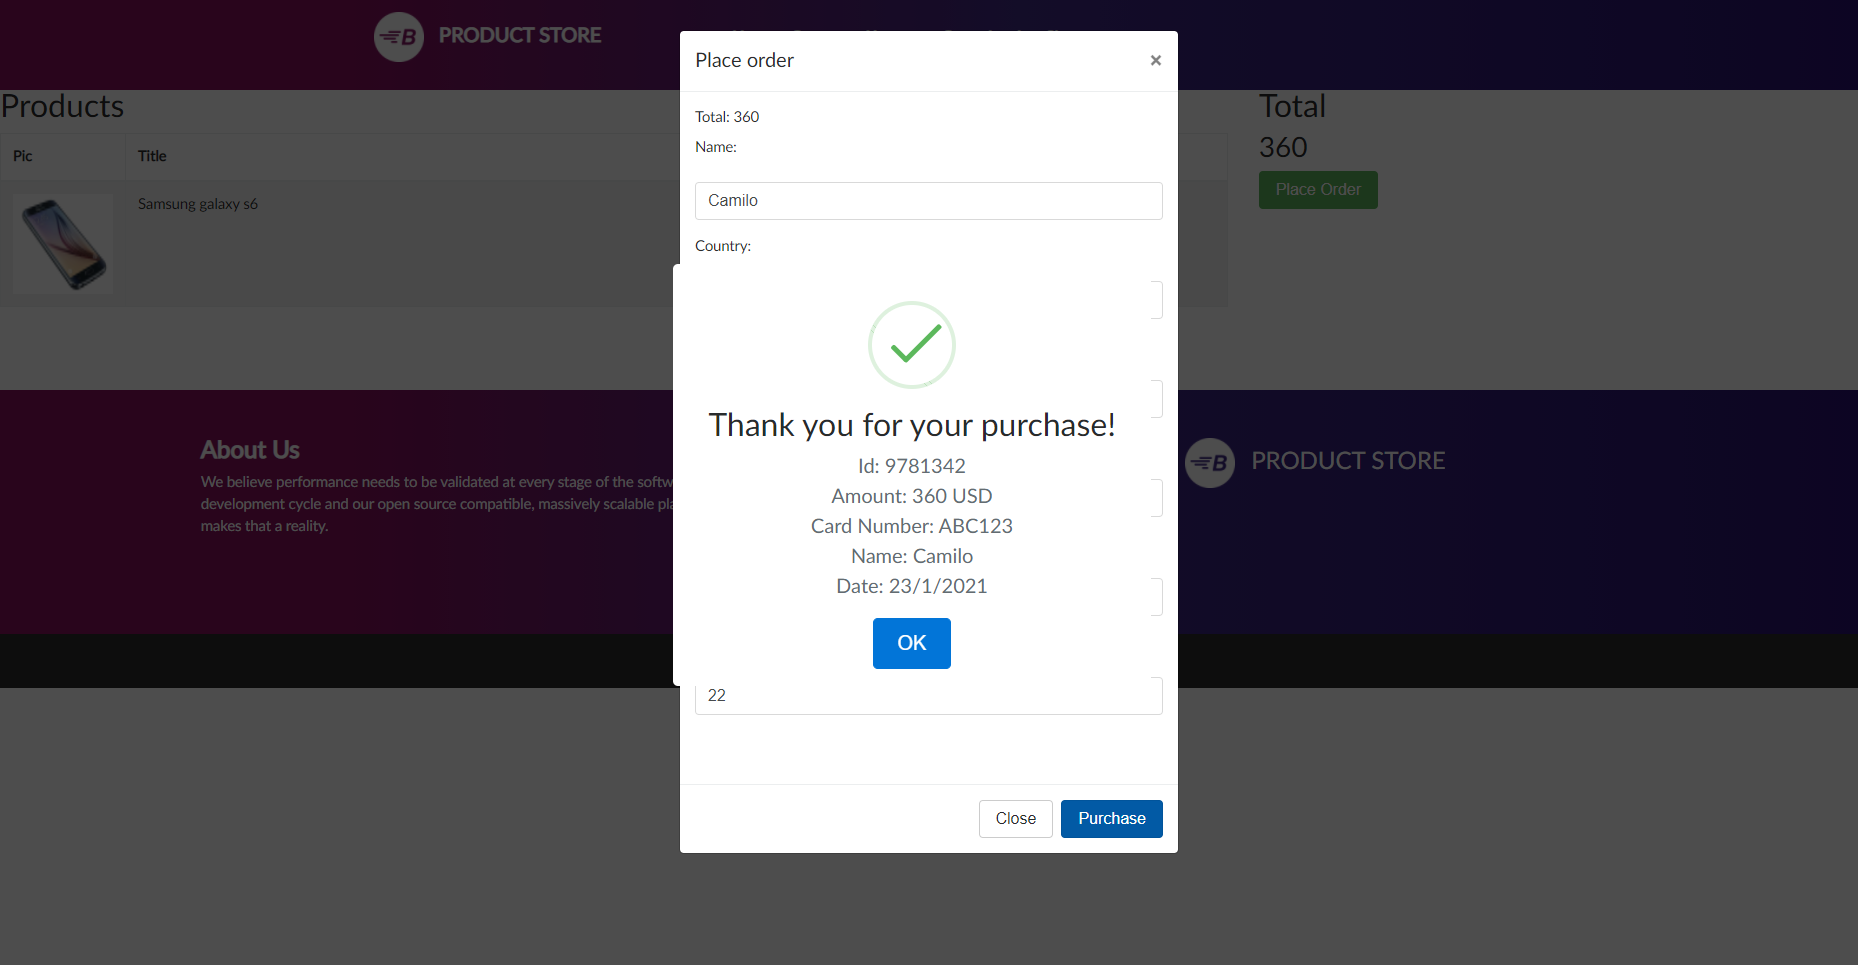 PRODUCT STORE
Place order
×
Products
Total
Total: 360
360
Name:
Pic
Title
Place Order
Camilo
Samsung galaxy s6
Country:
Thank you for your purchase!
Id: 9781342
Amount: 360 USD
Card Number: ABC123
Name: Camilo
Date: 23/1/2021
OK
About Us
We believe performance needs to be validated at every stage of the softw
development cycle and our open source compatible, massively scalable pla
makes that a reality.
B
PRODUCT STORE
22
Close
Purchase